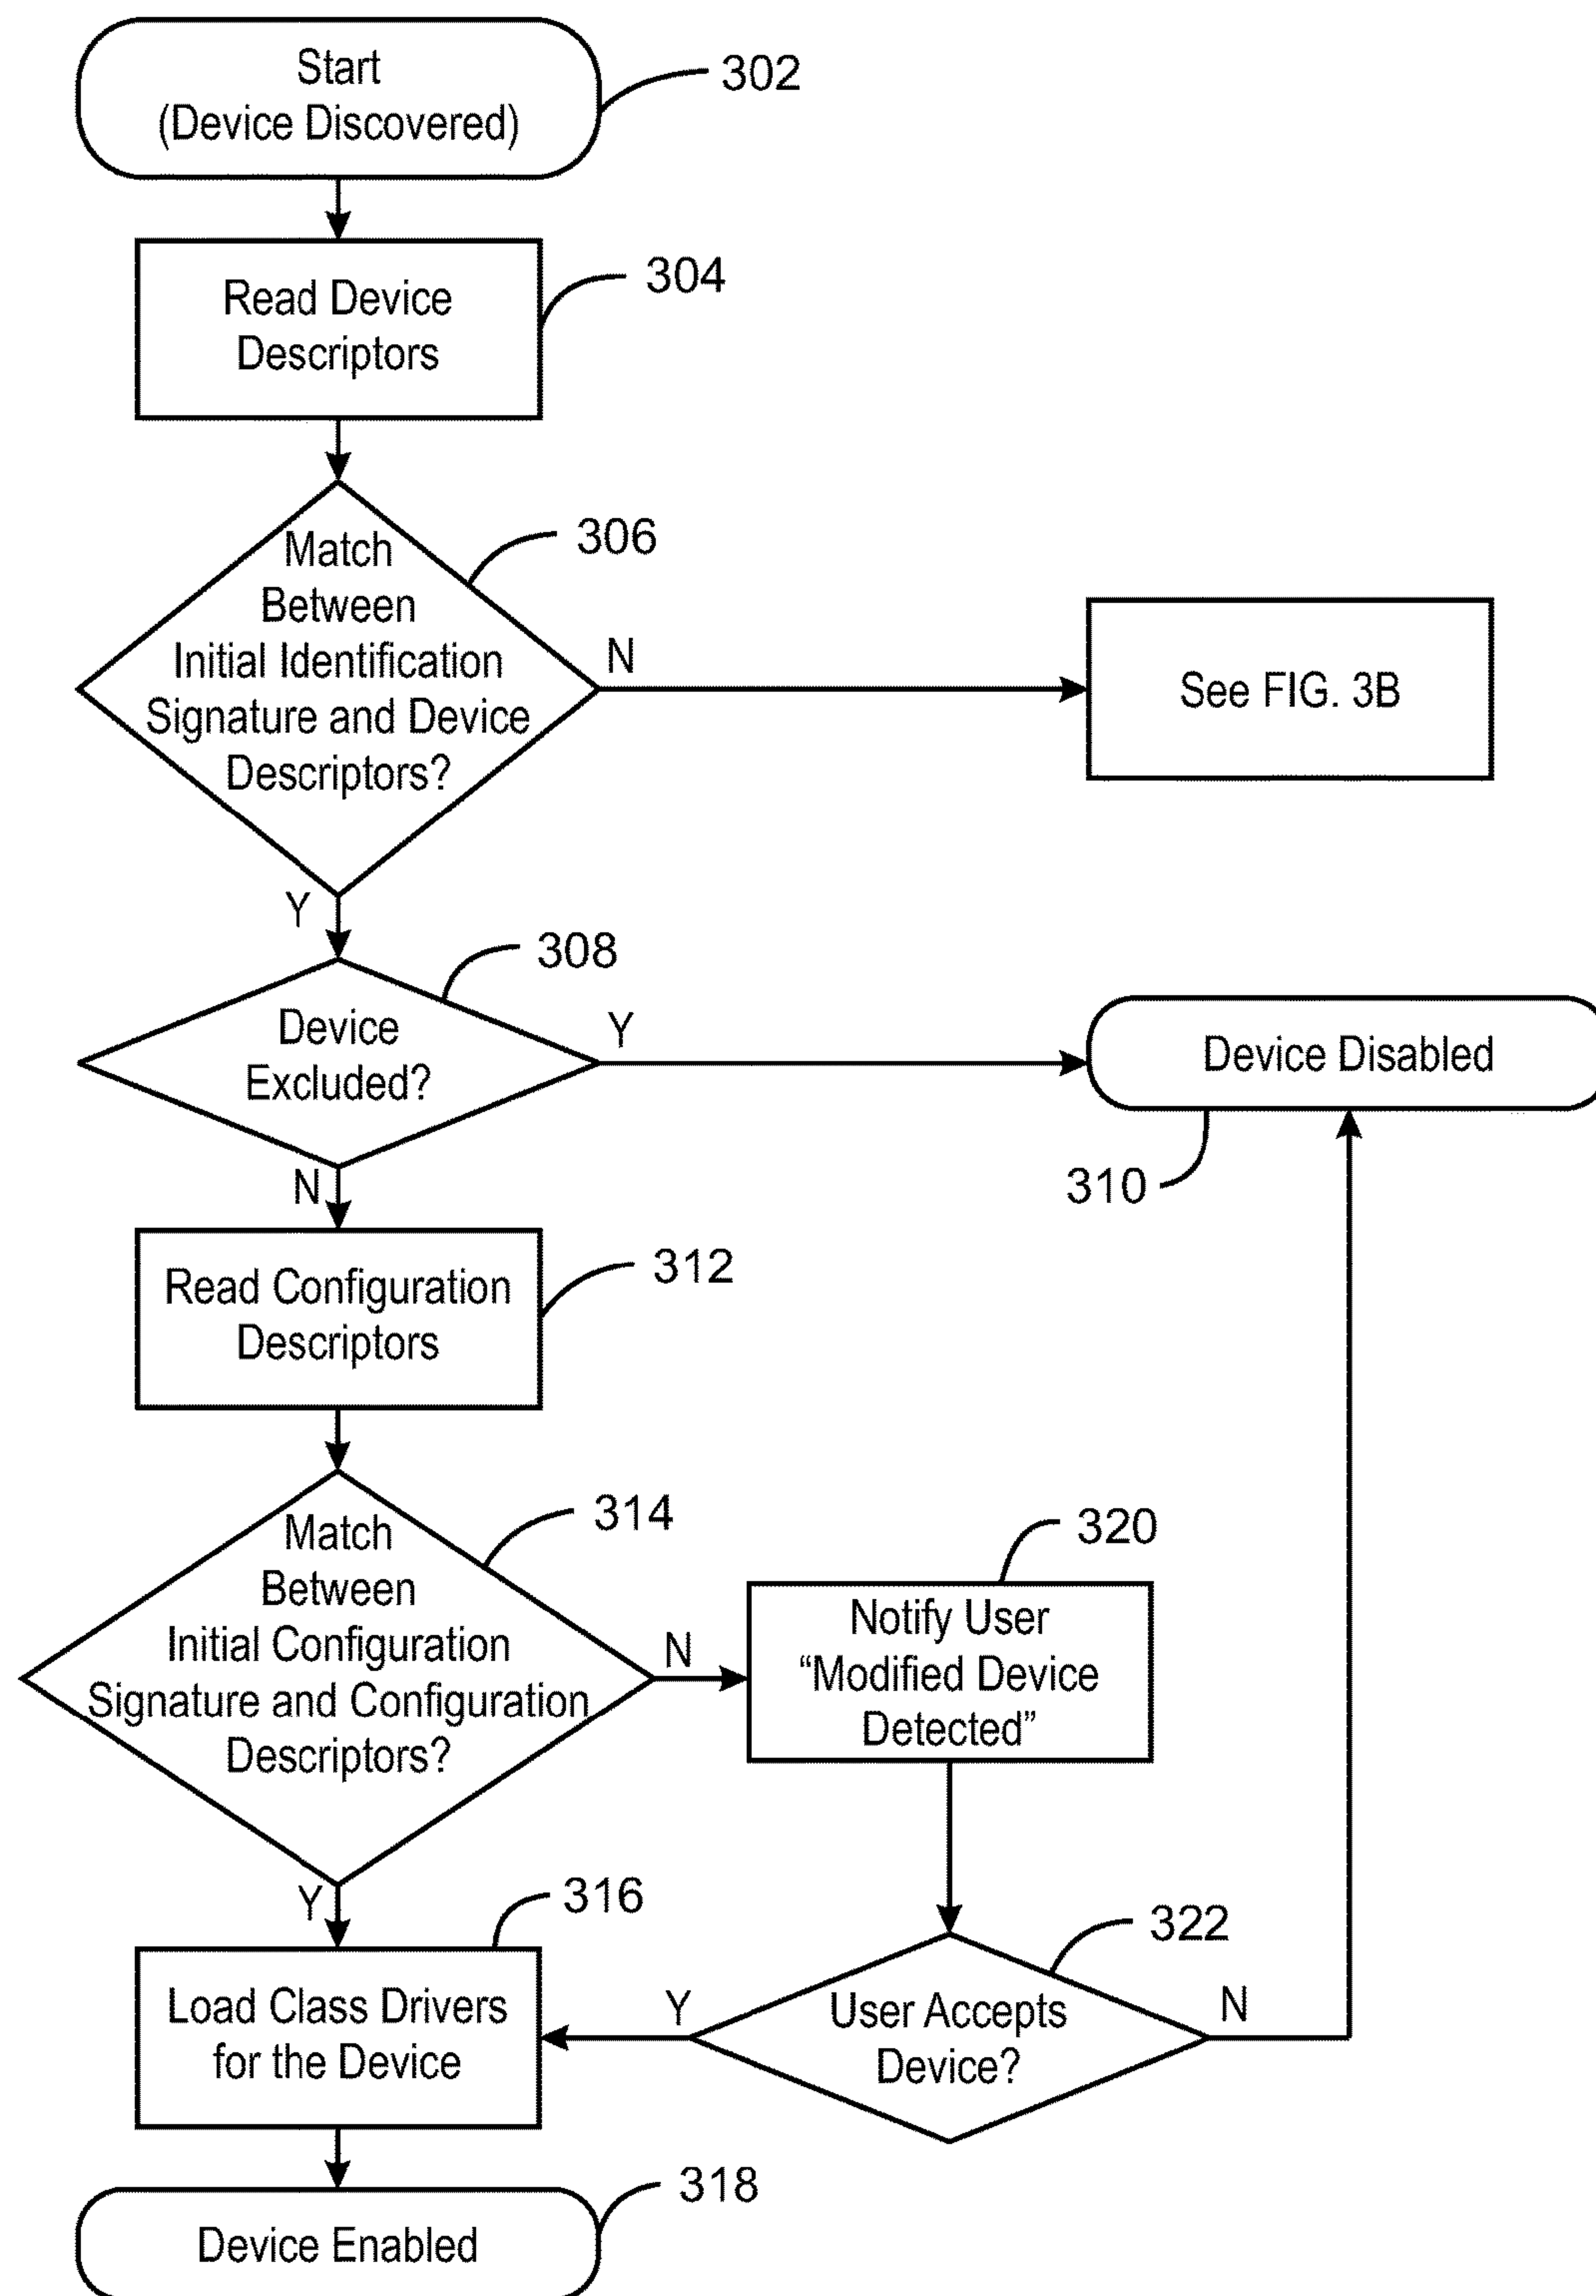 Start
(Device Discovered)
302
Read Device
Descriptors
304
Match
Between
Initial Identification
Signature and Device
Descriptors?
306
N
See FIG. 3B
Y
308
Device
Excluded?
Y
Device Disabled
310
N
Read Configuration
Descriptors
312
Match
Between
Initial Configuration
Signature and Configuration
Descriptors?
314
N
320
Notify User
“Modified Device
Detected”
Y
316
Load Class Drivers
for the Device
Y
322
User Accepts
Device?
N
318
Device Enabled